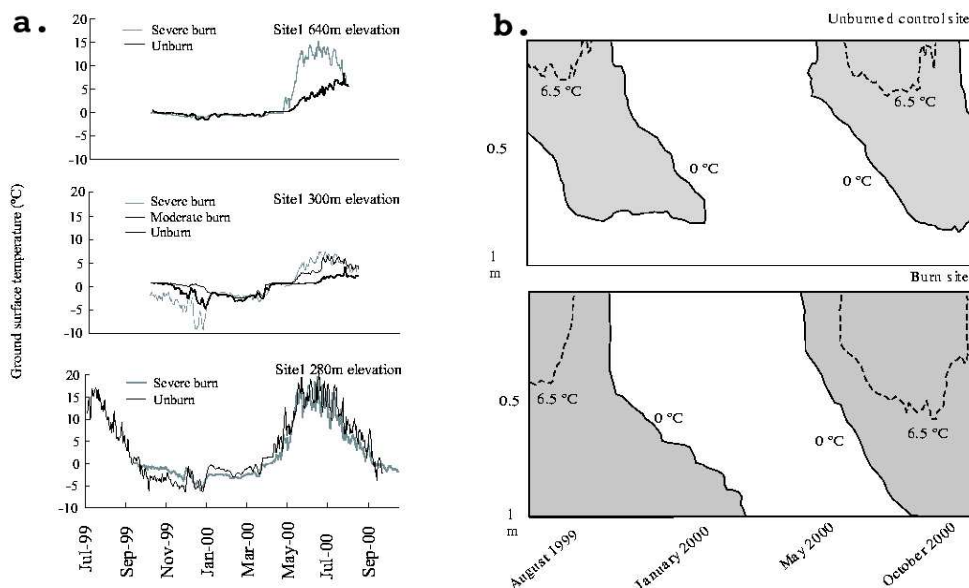 a.
Severe burn
Unburn
Site1 640m elevation
20
15
10
5
0
-5
-10
Severe burn
Moderate burn
Unburn
Site1 300m elevation
20
15
10
5
0
-5
-10
Severe burn
Unburn
Site1 280m elevation
20
15
10
5
0
-5
-10
Ground surface temperature (°C)
Jul-99
Sep-99
Nov-99
Jan-00
Mar-00
May-00
Jul-00
Sep-00
b.
Unburned control site
6.5 °C
6.5 °C
0.5
0 °C
0 °C
1
m
Burn site
6.5 °C
0.5
0 °C
0 °C
6.5 °C
1
m
August 1999
January 2000
May 2000
October 2000